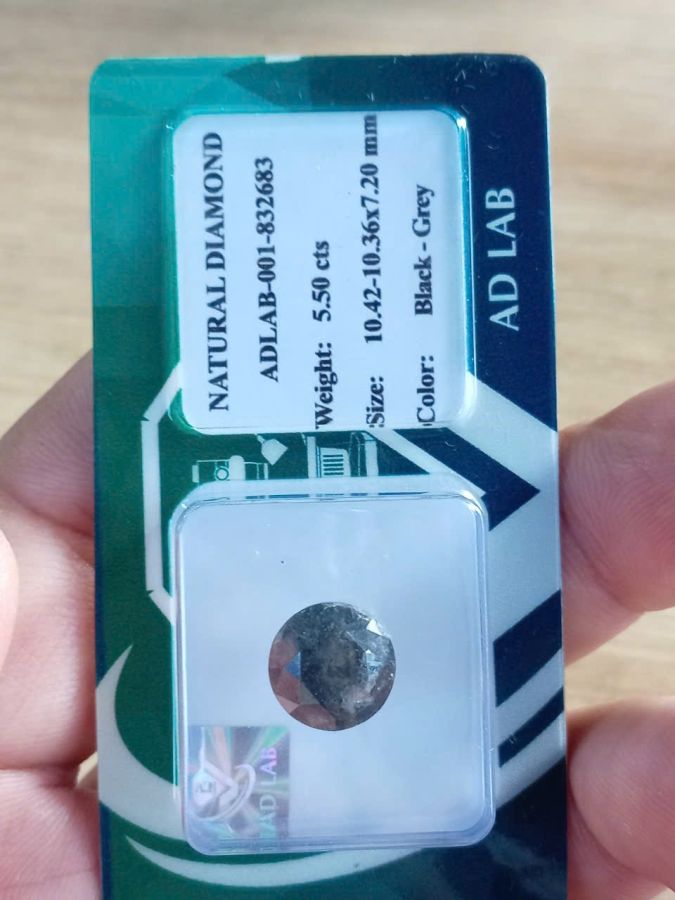 NATURAL DIAMOND
ADLAB-001-832683
Weight: 5.50 cts
Size: 10.42-10.36x7.20 mm
Color: Black - Grey
AD LAB
AD LAB